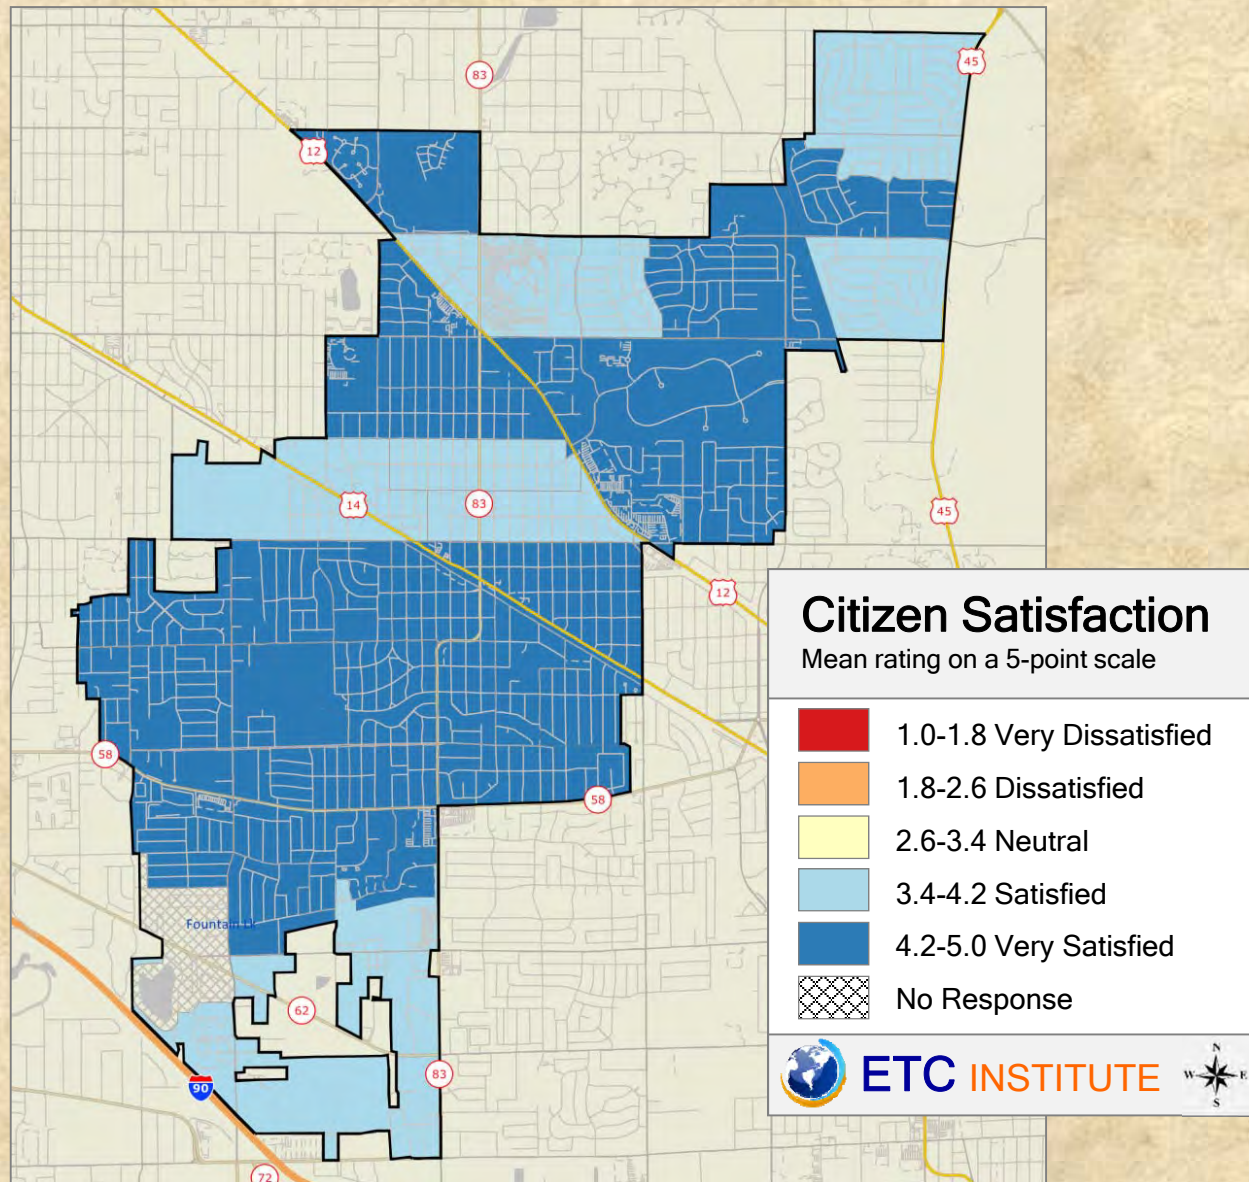 83
45
12
14
83
45
12
58
58
Fountain Dr.
62
83
90
72
Citizen Satisfaction
Mean rating on a 5-point scale
1.0-1.8 Very Dissatisfied
1.8-2.6 Dissatisfied
2.6-3.4 Neutral
3.4-4.2 Satisfied
4.2-5.0 Very Satisfied
No Response
ETC INSTITUTE
N
W E
S